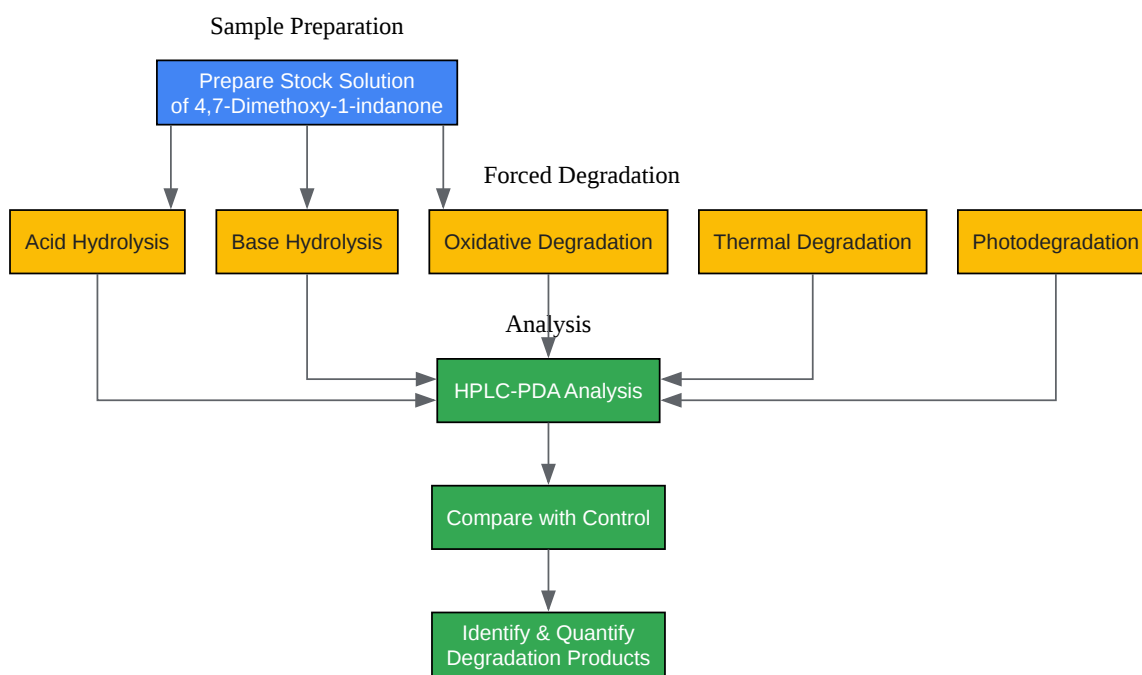 Sample Preparation
Prepare Stock Solution
of 4,7-Dimethoxy-1-indanone
Forced Degradation
Acid Hydrolysis
Base Hydrolysis
Oxidative Degradation
Thermal Degradation
Photodegradation
Analysis
HPLC-PDA Analysis
Compare with Control
Identify & Quantify
Degradation Products